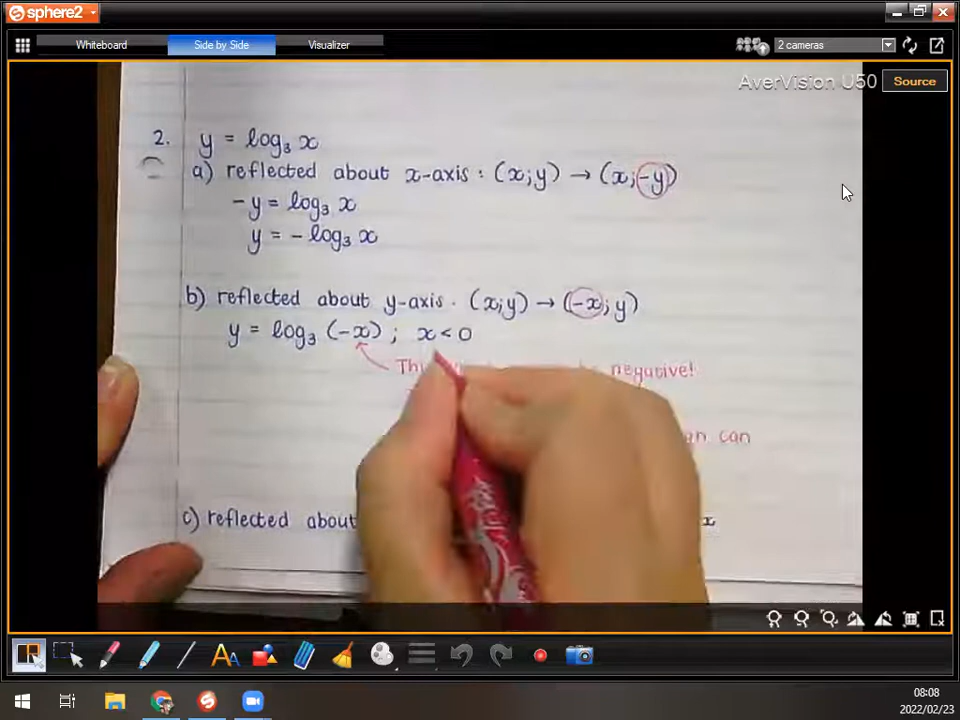 sphere2
Whiteboard Side by Side Visualizer 2 cameras
AverVision U50 Source
2. y = log₃ x
a) reflected about x-axis : (x;y) → (x;-y)
-y = log₃ x
y = - log₃ x
b) reflected about y-axis . (x;y) → (-x; y)
y = log₃ (-x) ; x < 0
negative!
can
c) reflected about x
08:08
2022/02/23